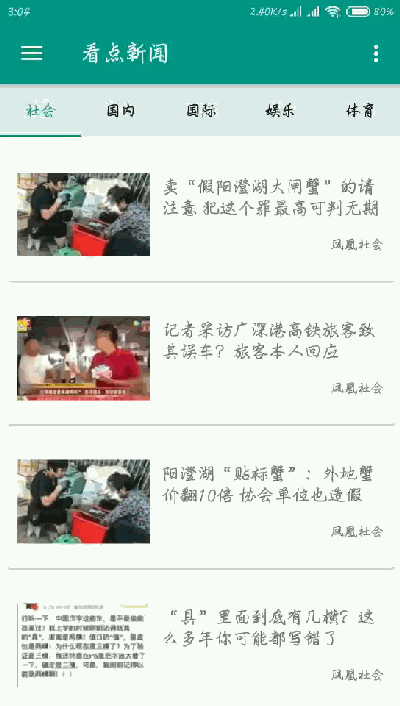 3:04
2.40K/s
80%
看点新闻
社会
国内
国际
娱乐
体育
卖“假阳澄湖大闸蟹”的请
注意 犯这个罪最高可判无期
凤凰社会
记者采访广深港高铁旅客致
其误车？旅客本人回应
凤凰社会
阳澄湖“贴标蟹”：外地蟹
价翻10倍 协会单位也造假
凤凰社会
“具”里面到底有几横？这
么多年你可能都写错了
凤凰社会